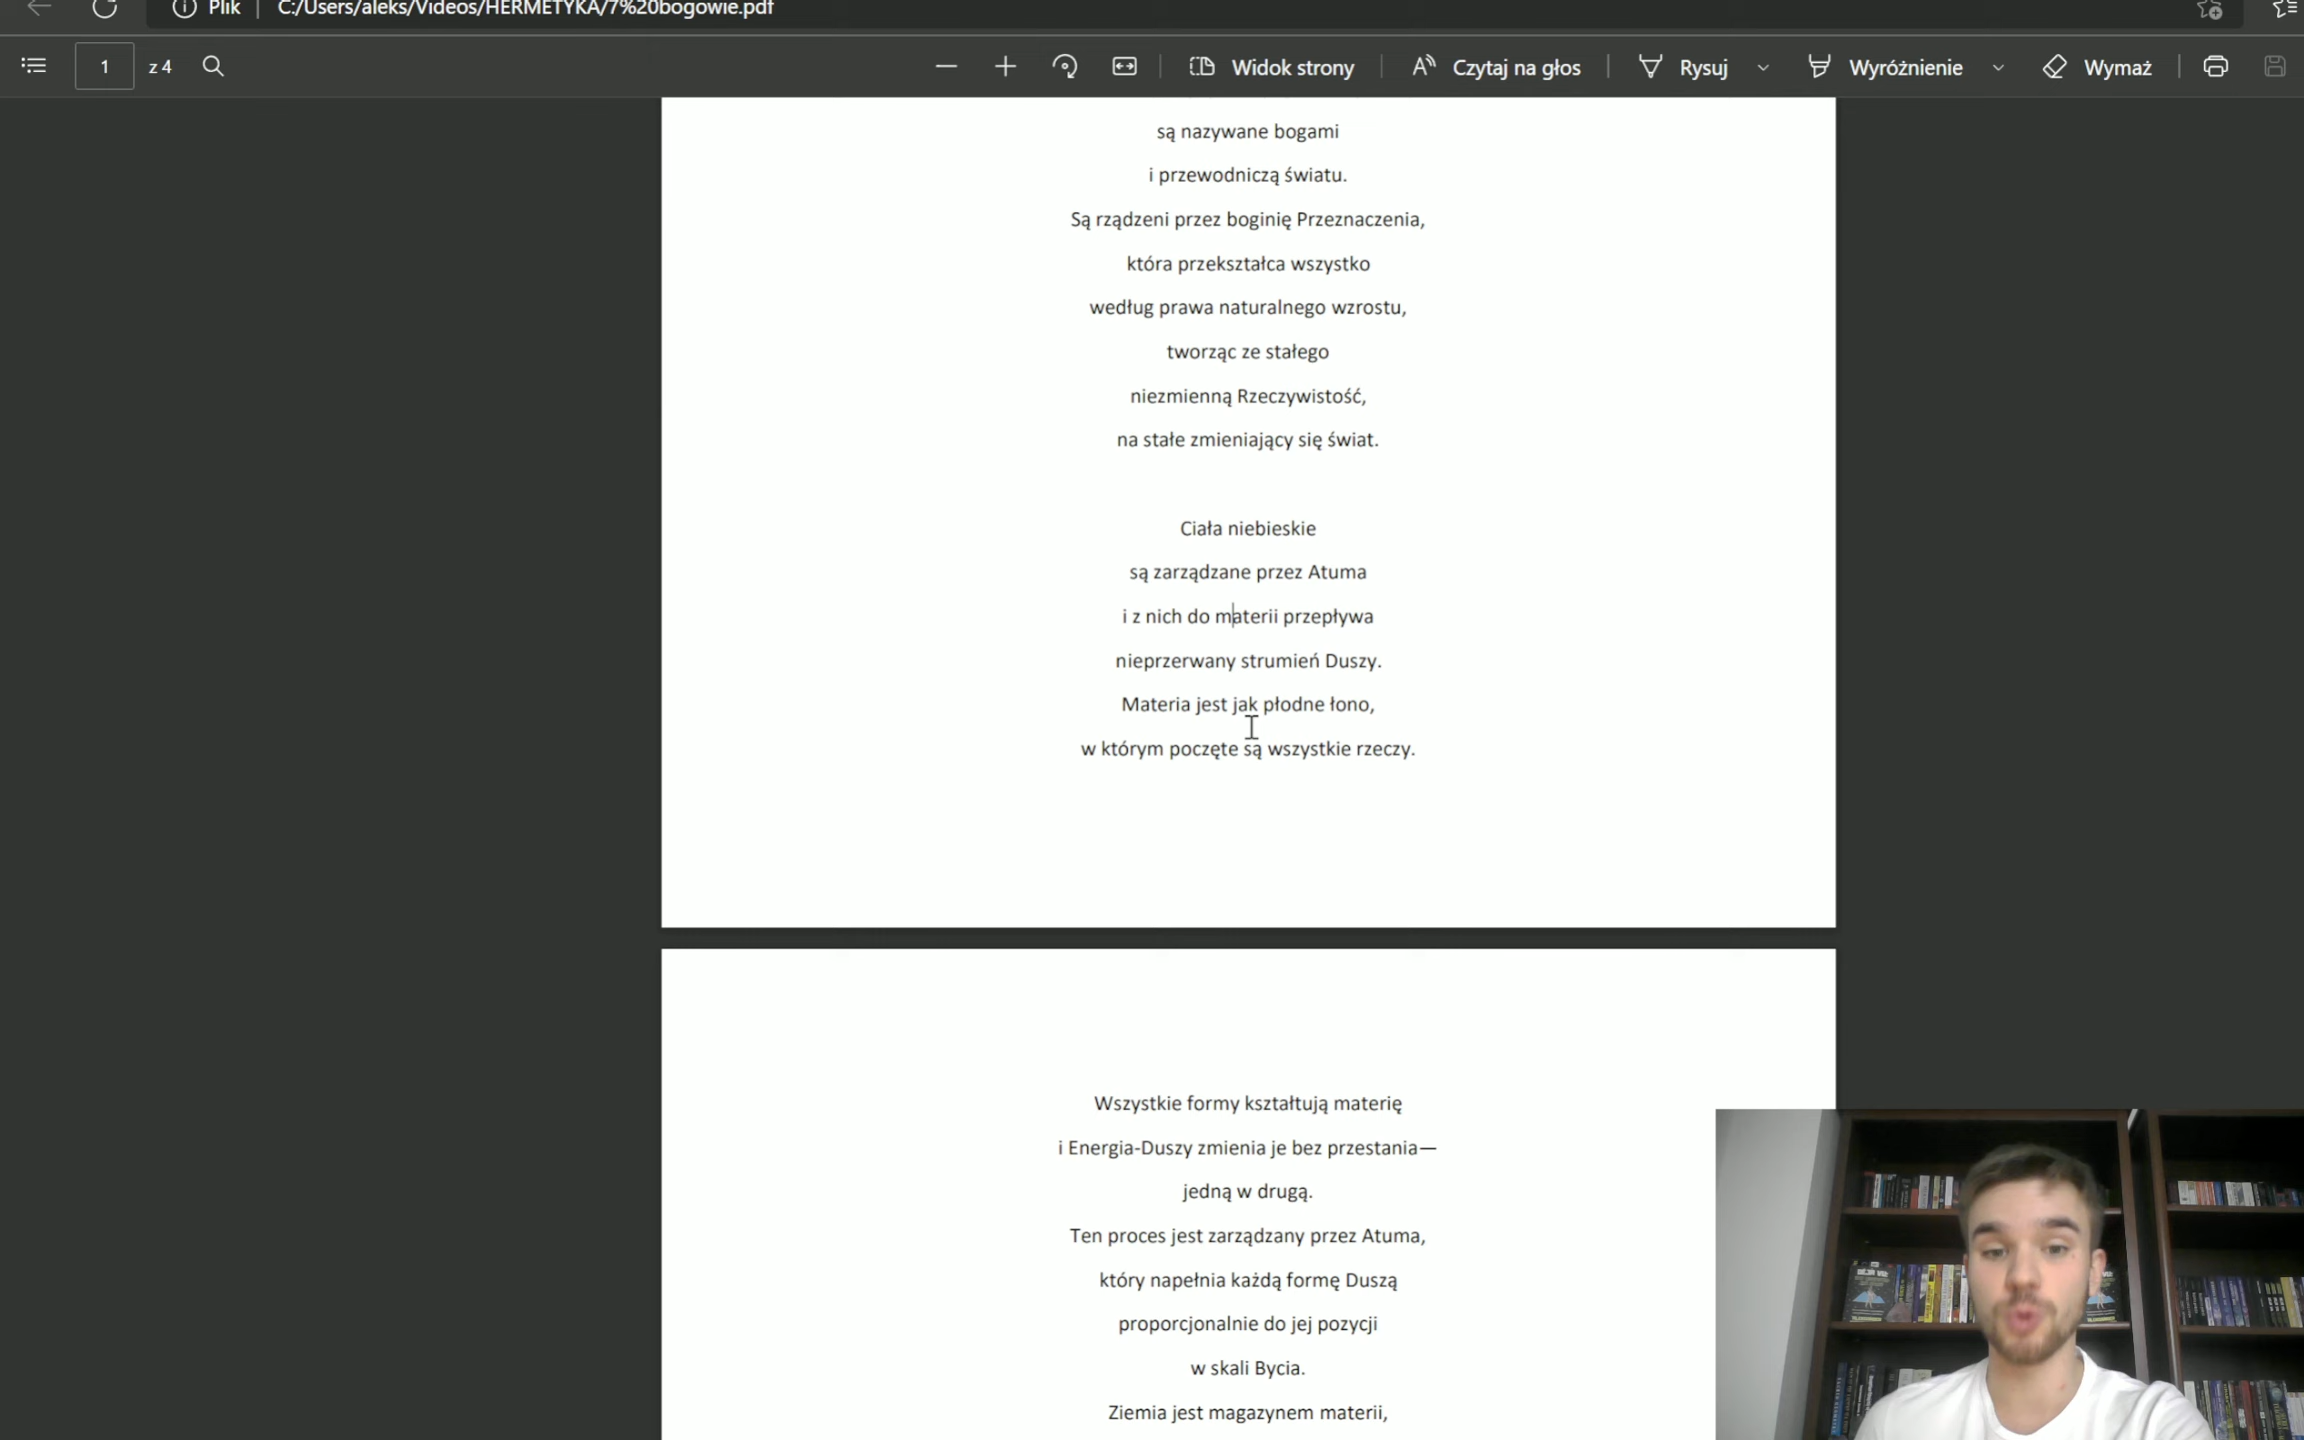 Plik
C:/Users/aleks/Videos/HERMETYKA/7%20bogowie.pdf
1
z 4
Widok strony
Czytaj na głos
Rysuj
Wyróżnienie
Wymaż
są nazywane bogami
i przewodniczą światu.
Są rządzeni przez boginię Przeznaczenia,
która przekształca wszystko
według prawa naturalnego wzrostu,
tworząc ze stałego
niezmienną Rzeczywistość,
na stałe zmieniający się świat.
Ciała niebieskie
są zarządzane przez Atuma
i z nich do materii przepływa
nieprzerwany strumień Duszy.
Materia jest jak płodne łono,
w którym poczęte są wszystkie rzeczy.
Wszystkie formy kształtują materię
i Energia-Duszy zmienia je bez przestania—
jedną w drugą.
Ten proces jest zarządzany przez Atuma,
który napełnia każdą formę Duszą
proporcjonalnie do jej pozycji
w skali Bycia.
Ziemia jest magazynem materii,